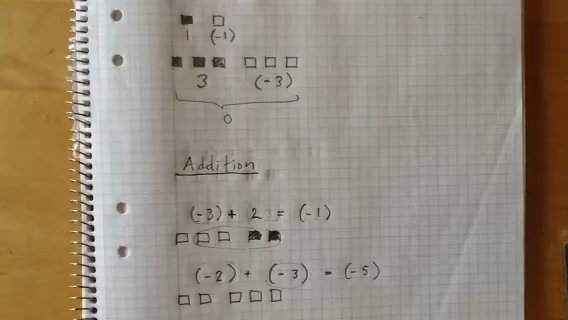 1 (-1)
3 (-3)
0
Addition
(-3) + 2 = (-1)
(-2) + (-3) = (-5)